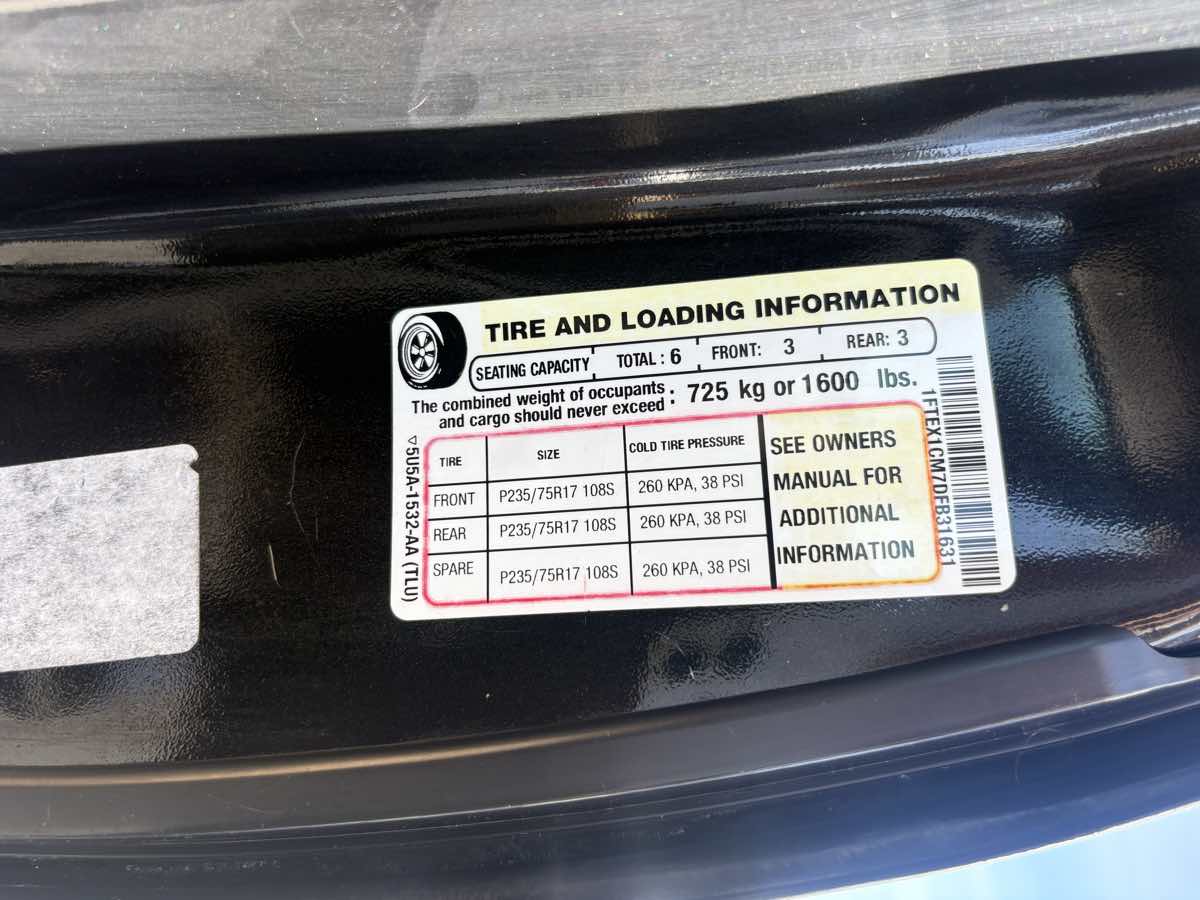 TIRE AND LOADING INFORMATION
SEATING CAPACITY TOTAL : 6 FRONT: 3 REAR: 3
The combined weight of occupants and cargo should never exceed : 725 kg or 1600 lbs.
TIRE SIZE COLD TIRE PRESSURE
FRONT P235/75R17 108S 260 KPA, 38 PSI
REAR P235/75R17 108S 260 KPA, 38 PSI
SPARE P235/75R17 108S 260 KPA, 38 PSI
SEE OWNERS
MANUAL FOR
ADDITIONAL
INFORMATION
5U5A-1532-AA (TLU)
1FTEX1CM7DFB31631